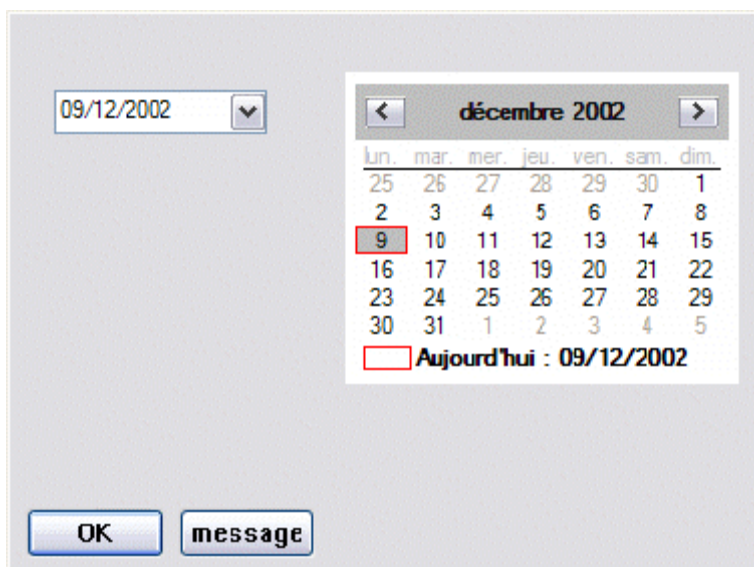 09/12/2002
décembre 2002
lun. mar. mer. jeu. ven. sam. dim.
25 26 27 28 29 30 1
2 3 4 5 6 7 8
9 10 11 12 13 14 15
16 17 18 19 20 21 22
23 24 25 26 27 28 29
30 31 1 2 3 4 5
Aujourd'hui : 09/12/2002
OK message